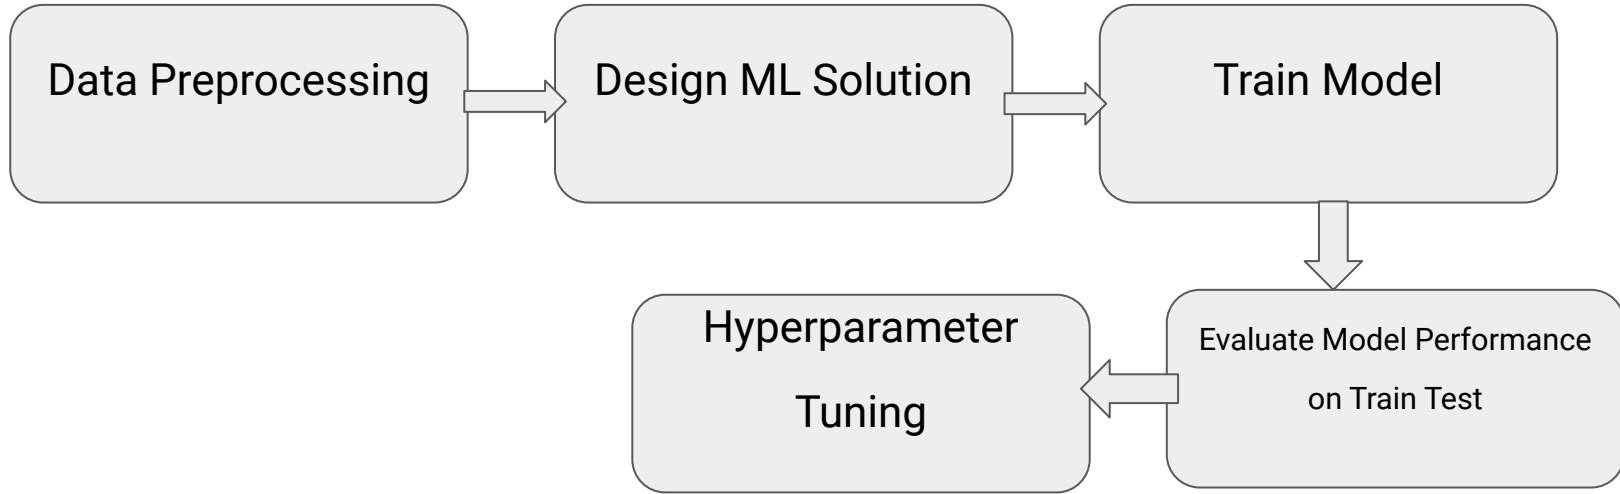 Data Preprocessing
Design ML Solution
Train Model
Evaluate Model Performance
on Train Test
Hyperparameter
Tuning